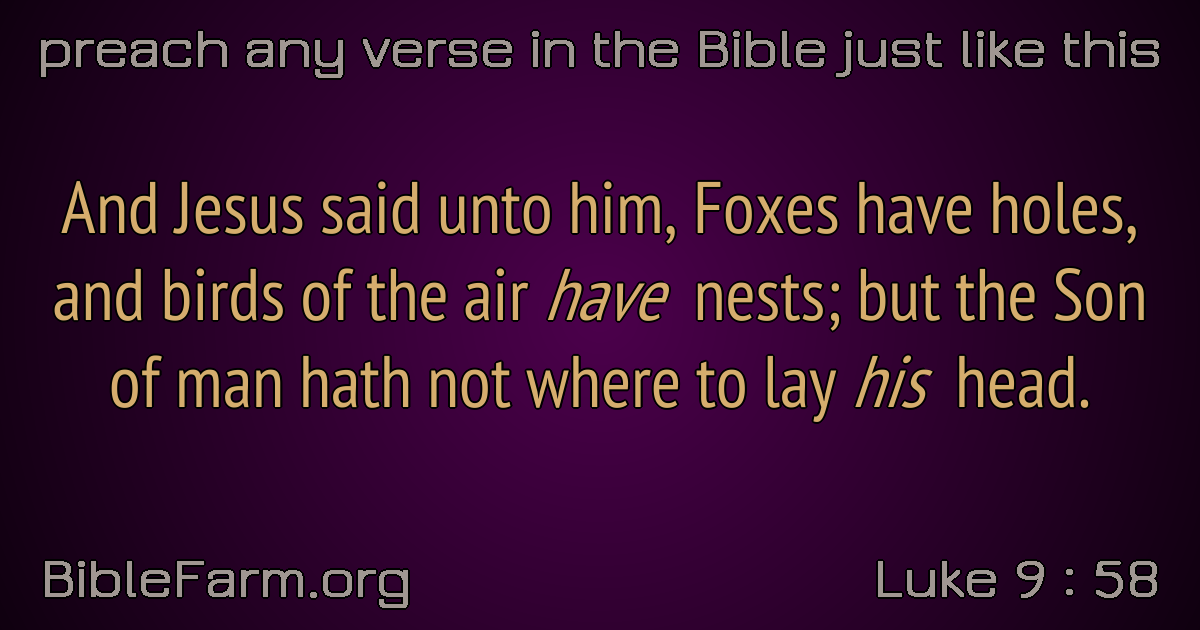 preach any verse in the Bible just like this
And Jesus said unto him, Foxes have holes,
and birds of the air have nests; but the Son
of man hath not where to lay his head.
BibleFarm.org
Luke 9 : 58